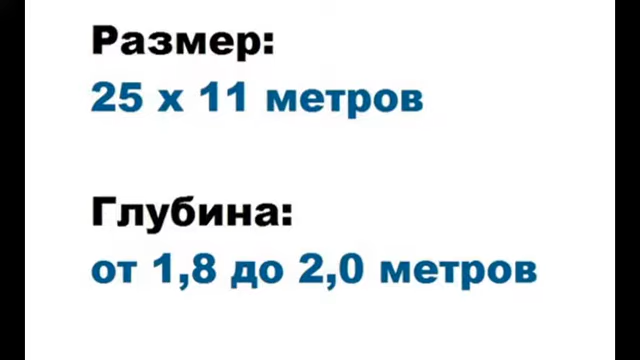 Размер:
25 х 11 метров
Глубина:
от 1,8 до 2,0 метров